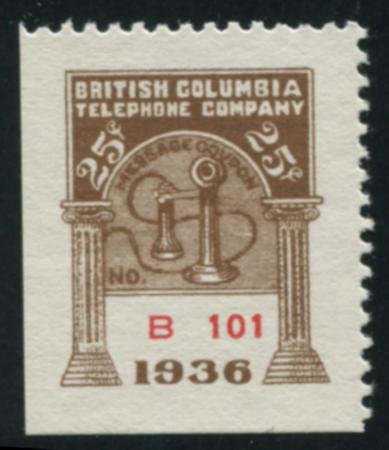 BRITISH COLUMBIA
TELEPHONE COMPANY
25¢ 25¢
MESSAGE COUPON
NO.
B 101
1936